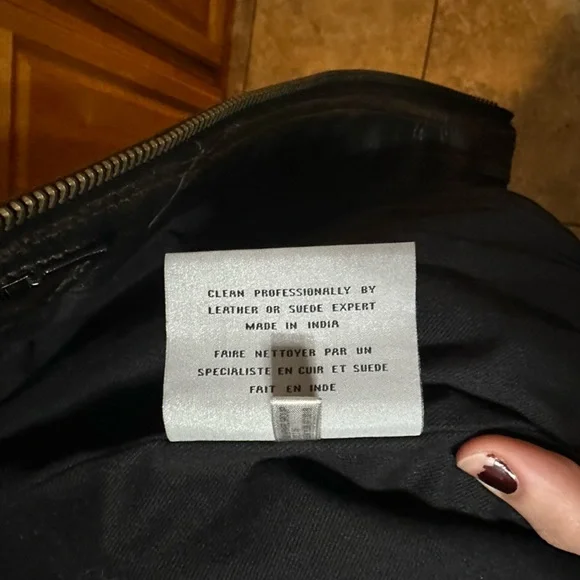 CLEAN PROFESSIONALLY BY
LEATHER OR SUEDE EXPERT
MADE IN INDIA
FAIRE NETTOYER PAR UN
SPECIALISTE EN CUIR ET SUEDE
FAIT EN INDE